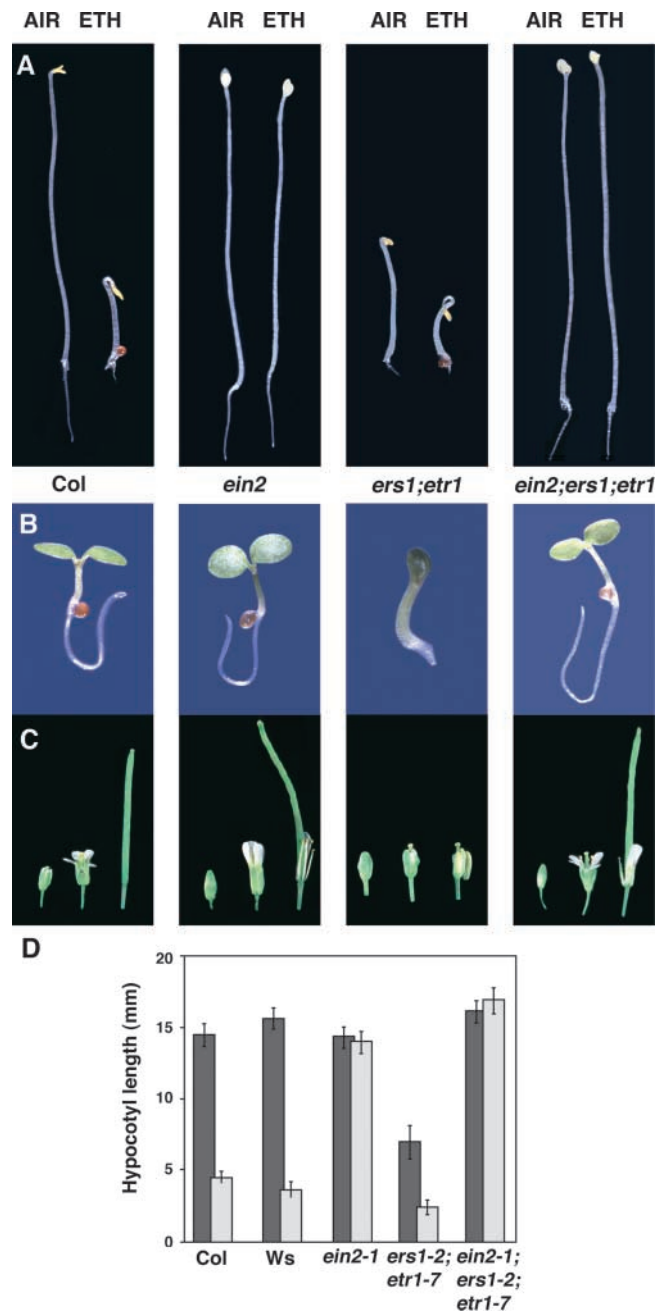 AIR ETH AIR ETH AIR ETH AIR ETH
A
Col ein2 ers1;etr1 ein2;ers1;etr1
B
C
D
Hypocotyl length (mm)
20
15
10
5
0
Col Ws ein2-1 ers1-2; ein2-1;
etr1-7 ers1-2;
etr1-7